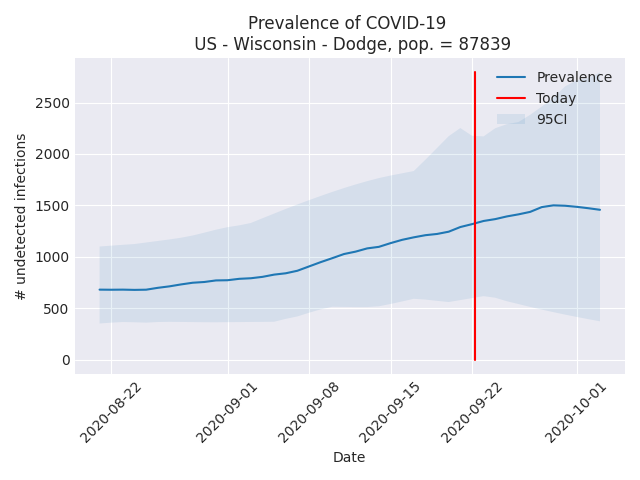 Prevalence of COVID-19
US - Wisconsin - Dodge, pop. = 87839
Prevalence
Today
95CI
2500
2000
1500
1000
500
0
# undetected infections
2020-08-22
2020-09-01
2020-09-08
2020-09-15
2020-09-22
2020-10-01
Date